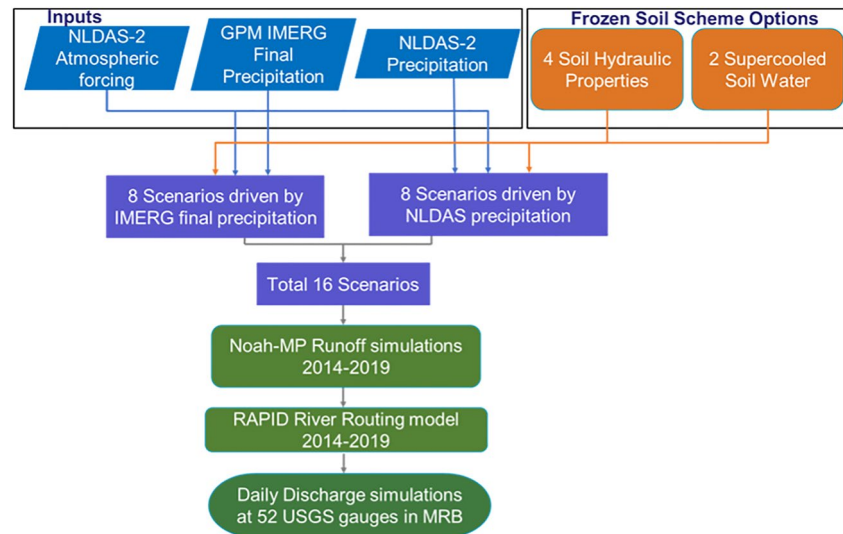 Inputs
Frozen Soil Scheme Options
NLDAS-2
Atmospheric
forcing
GPM IMERG
Final
Precipitation
NLDAS-2
Precipitation
4 Soil Hydraulic
Properties
2 Supercooled
Soil Water
8 Scenarios driven by
IMERG final precipitation
8 Scenarios driven by
NLDAS precipitation
Total 16 Scenarios
Noah-MP Runoff simulations
2014-2019
RAPID River Routing model
2014-2019
Daily Discharge simulations
at 52 USGS gauges in MRB